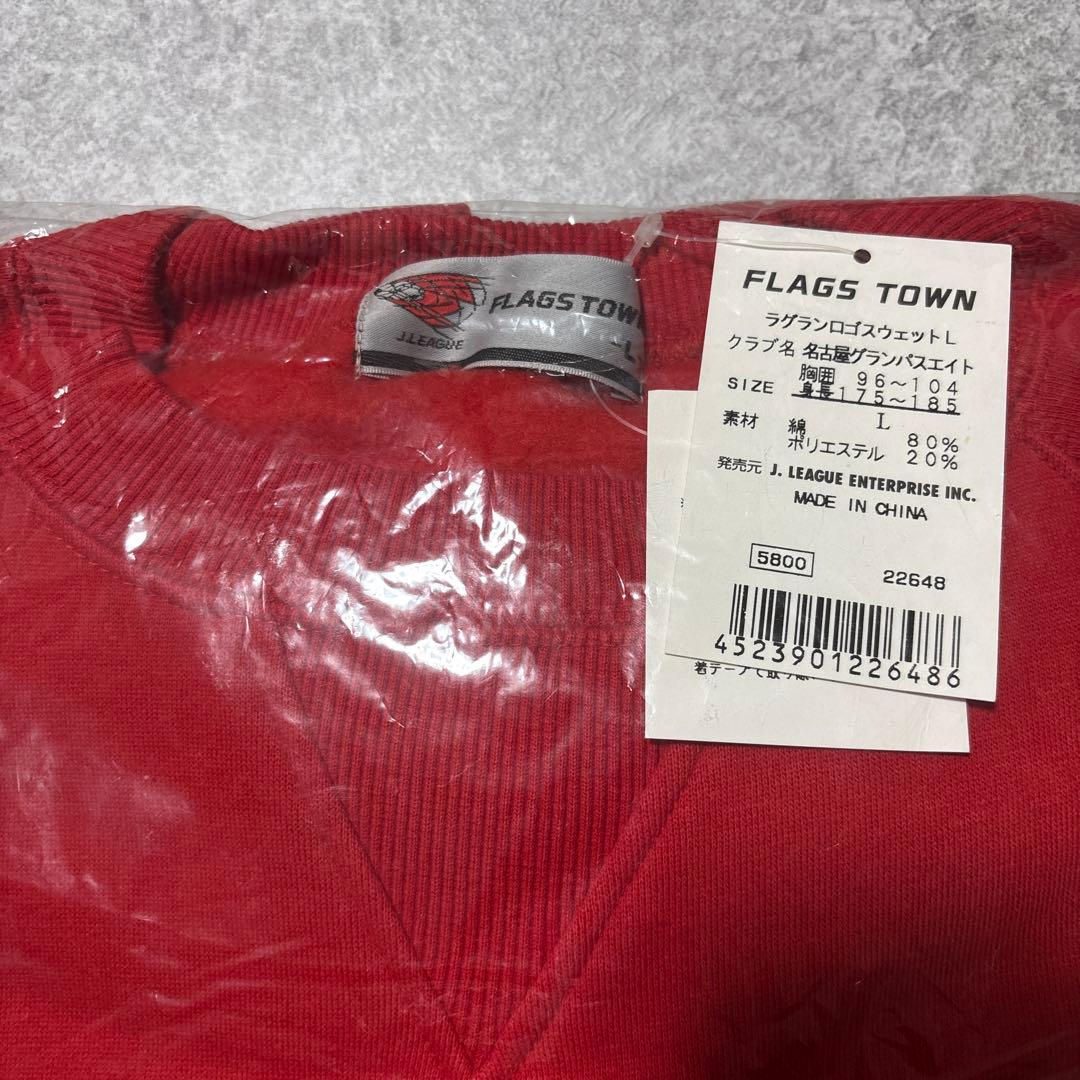 FLAGS TOWN
J.LEAGUE
FLAGS TOWN
ラグランロゴスウェットL
クラブ名 名古屋グランパスエイト
SIZE 胸囲 96〜104
身長 175〜185
L
素材 綿 80%
ポリエステル 20%
発売元 J. LEAGUE ENTERPRISE INC.
MADE IN CHINA
5800 22648
4523901226486